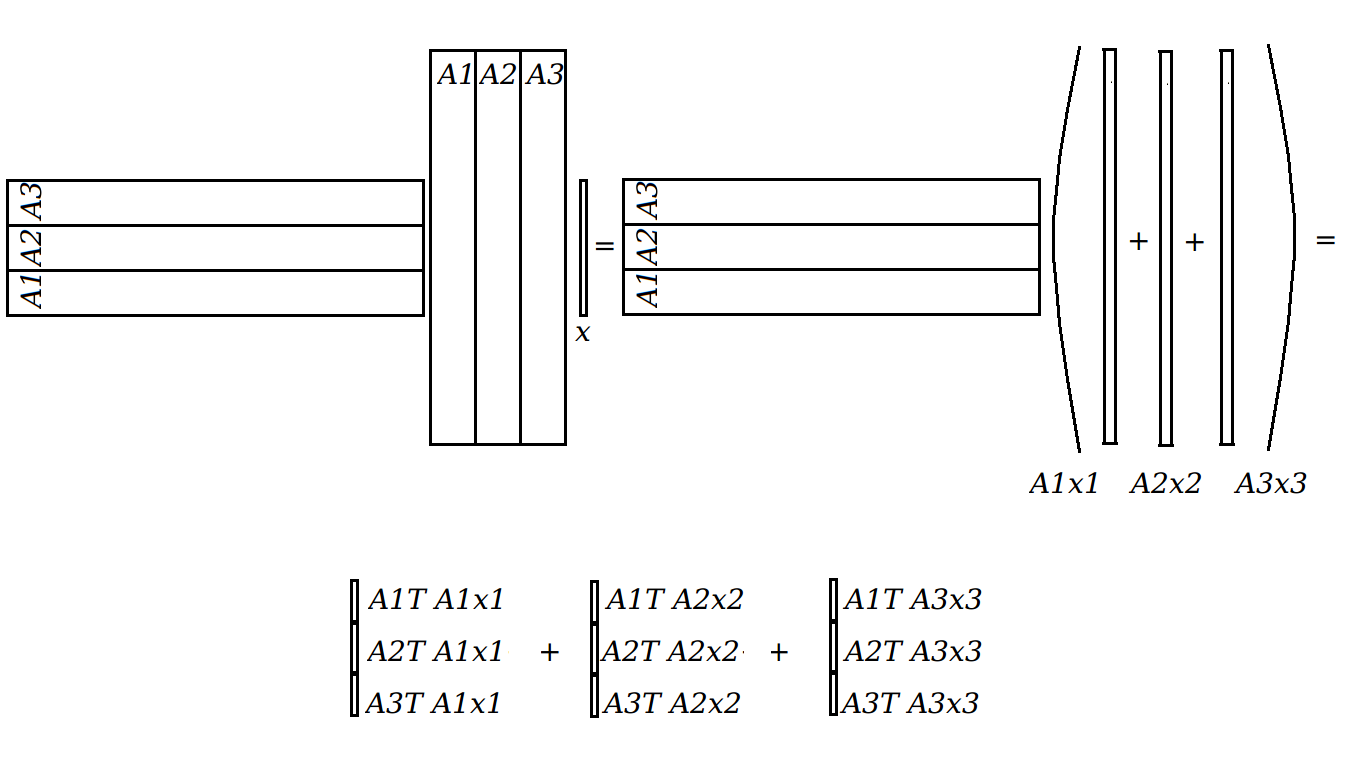 A1 A2 A3
A3 A3
A2 = A2 + + =
A1 A1
x
A1x1 A2x2 A3x3
A1T A1x1 A1T A2x2 A1T A3x3
A2T A1x1 + A2T A2x2 + A2T A3x3
A3T A1x1 A3T A2x2 A3T A3x3